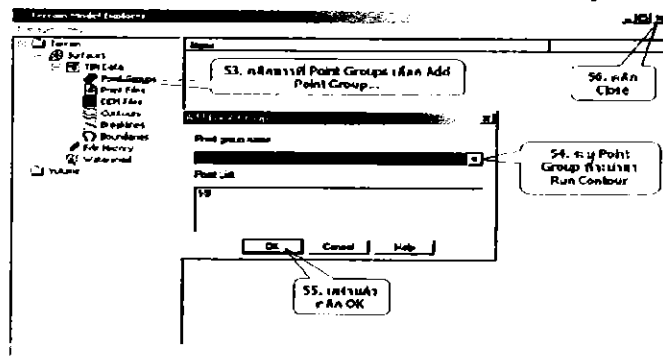 Terrain Model Explorer
Terrain
Surfaces
TIN Data
Point Groups
Point Files
DEM Files
Contours
Breaklines
Boundaries
Edit History
Watershed
Volume
Name
53. คลิกขวาที่ Point Groups เลือก Add
Point Group...
56. คลิก
Close
Add Point Group
Point group name
54. ระบุ Point
Group ที่จะนำมา
Run Contour
Point List
OK
Cancel
Help
55. เสร็จแล้ว
คลิก OK